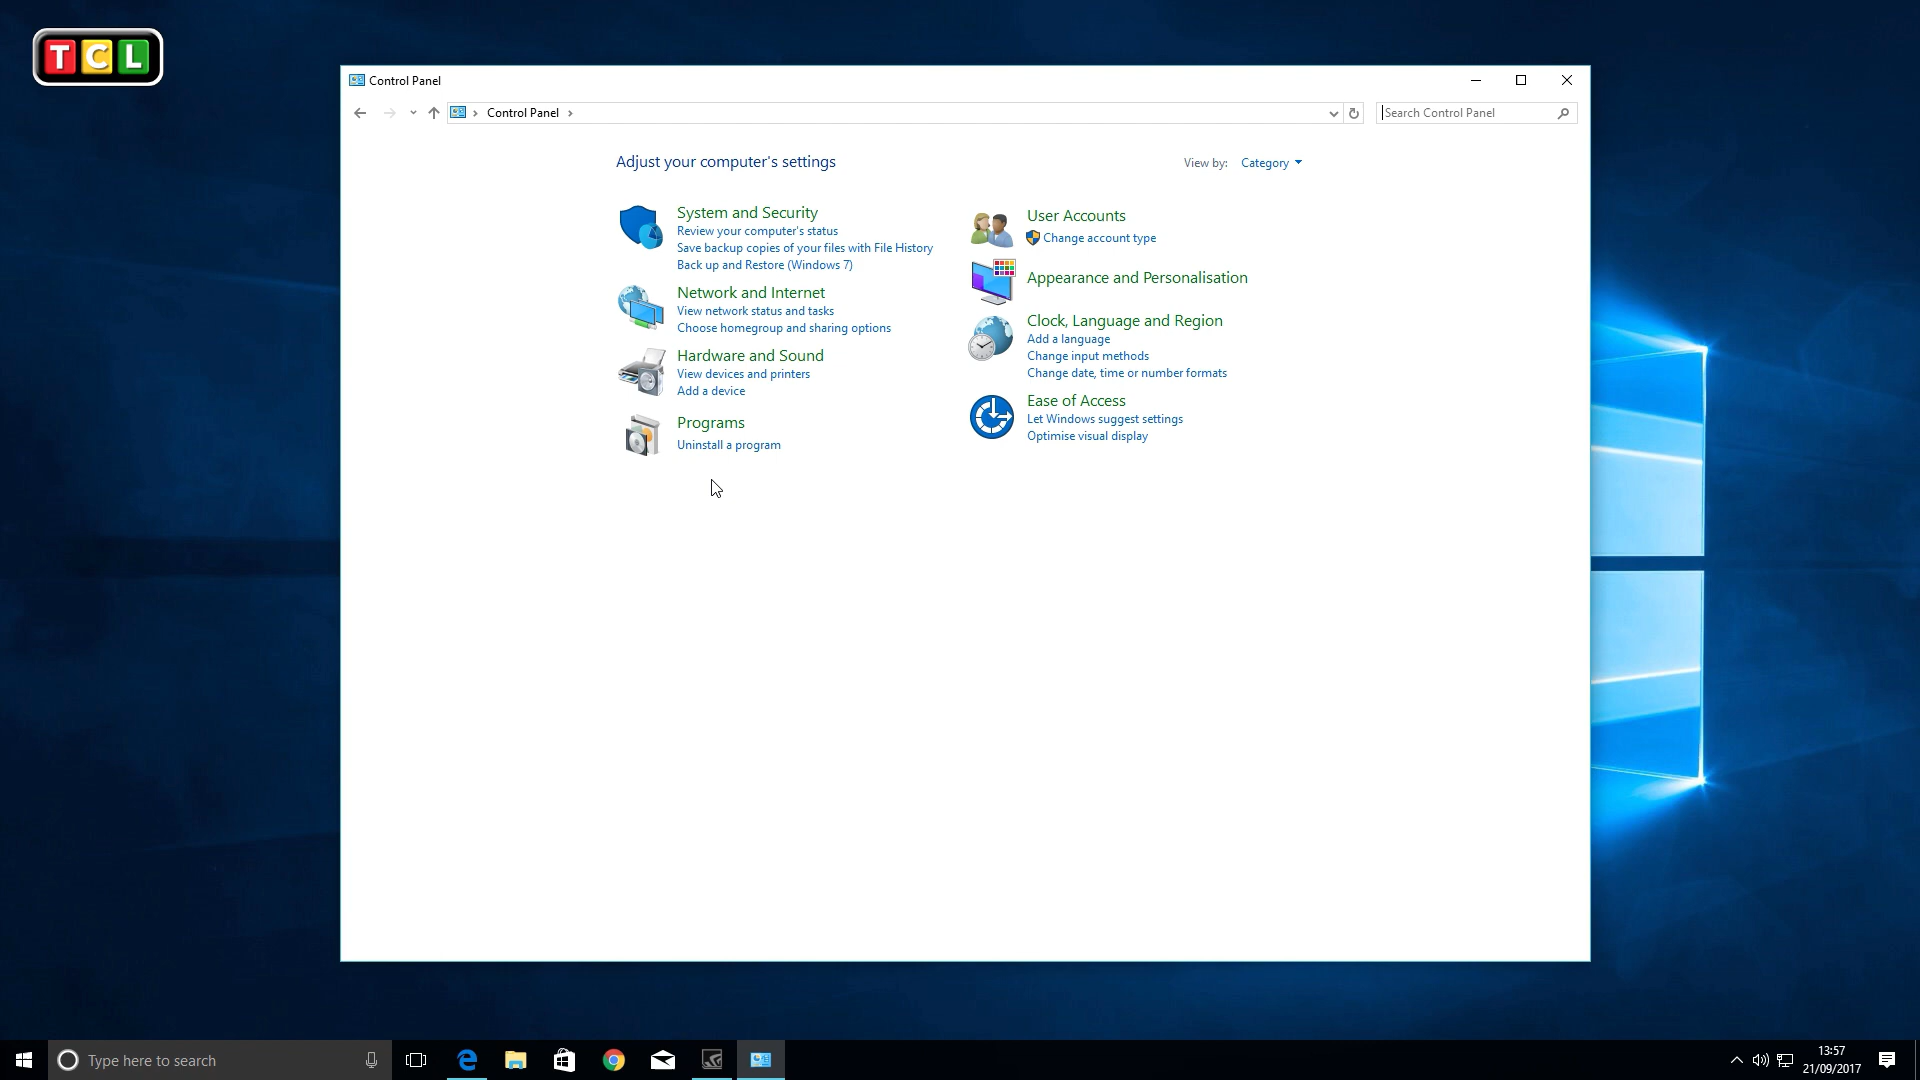 TCL
Control Panel
Control Panel
Search Control Panel
Adjust your computer's settings
View by: Category
System and Security
Review your computer's status
Save backup copies of your files with File History
Back up and Restore (Windows 7)
Network and Internet
View network status and tasks
Choose homegroup and sharing options
Hardware and Sound
View devices and printers
Add a device
Programs
Uninstall a program
User Accounts
Change account type
Appearance and Personalisation
Clock, Language and Region
Add a language
Change input methods
Change date, time or number formats
Ease of Access
Let Windows suggest settings
Optimise visual display
Type here to search
13:57
21/09/2017